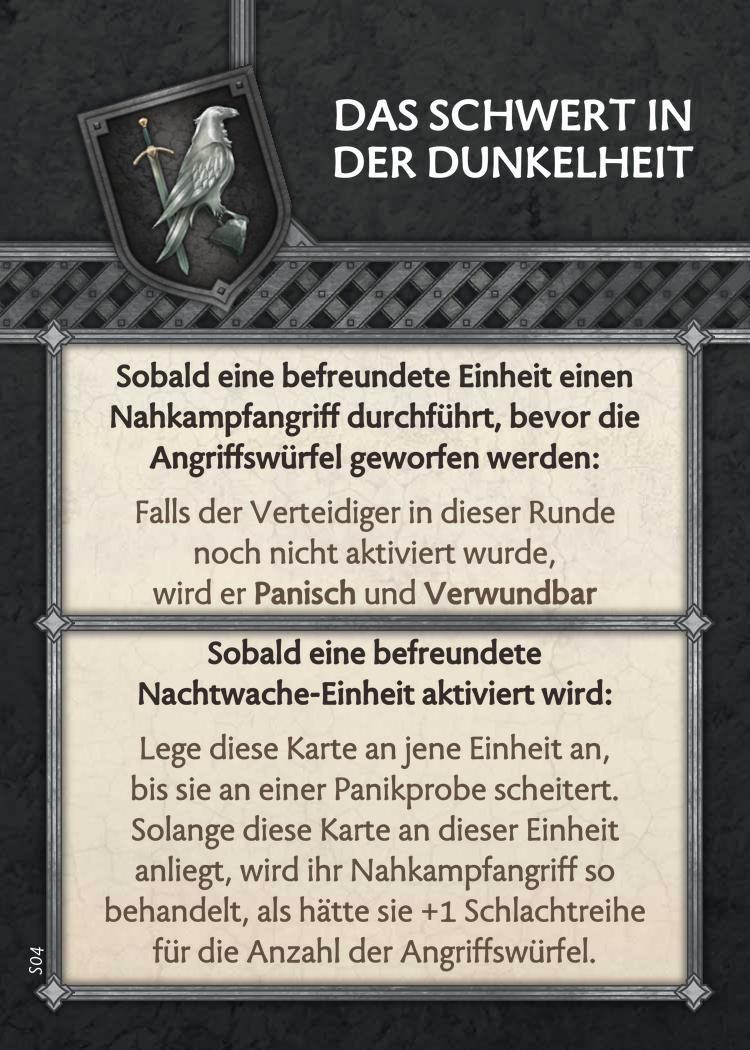 DAS SCHWERT IN
DER DUNKELHEIT
Sobald eine befreundete Einheit einen
Nahkampfangriff durchführt, bevor die
Angriffswürfel geworfen werden:
Falls der Verteidiger in dieser Runde
noch nicht aktiviert wurde,
wird er Panisch und Verwundbar
Sobald eine befreundete
Nachtwache-Einheit aktiviert wird:
Lege diese Karte an jene Einheit an,
bis sie an einer Panikprobe scheitert.
Solange diese Karte an dieser Einheit
anliegt, wird ihr Nahkampfangriff so
behandelt, als hätte sie +1 Schlachtreihe
für die Anzahl der Angriffswürfel.
S04